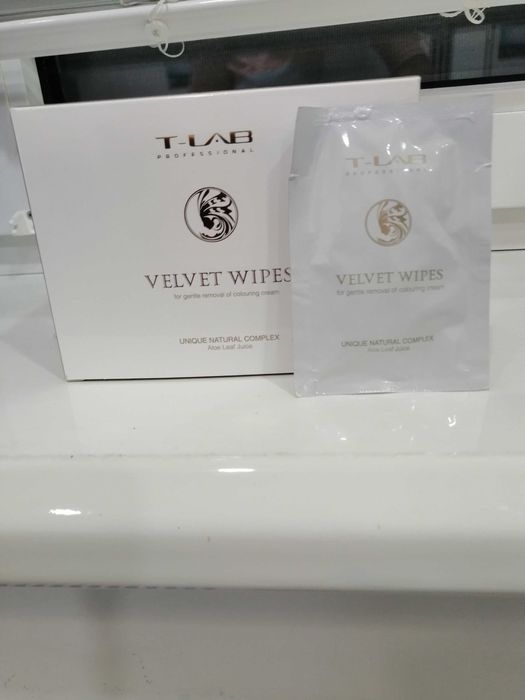 T-LAB
PROFESSIONAL
VELVET WIPES
for gentle removal of colouring cream
UNIQUE NATURAL COMPLEX
Aloe Leaf Juice
T-LAB
PROFESSIONAL
VELVET WIPES
for gentle removal of colouring cream
UNIQUE NATURAL COMPLEX
Aloe Leaf Juice